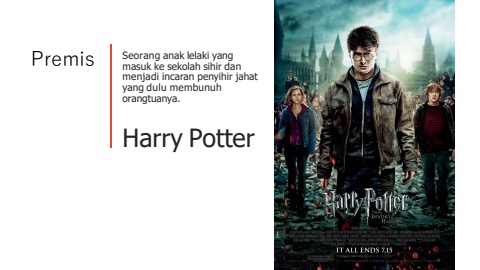 Premis
Seorang anak lelaki yang
masuk ke sekolah sihir dan
menjadi incaran penyihir jahat
yang dulu membunuh
orangtuanya.
Harry Potter
Harry Potter
IT ALL ENDS 7.15